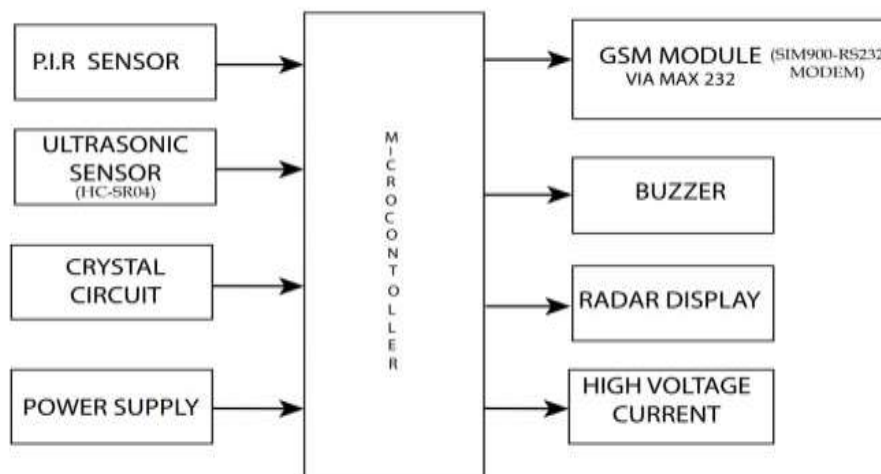 P.I.R SENSOR
ULTRASONIC
SENSOR
(HC-SR04)
CRYSTAL
CIRCUIT
POWER SUPPLY
MICROCONTOLLER
GSM MODULE (SIM900-RS232
VIA MAX 232 MODEM)
BUZZER
RADAR DISPLAY
HIGH VOLTAGE
CURRENT